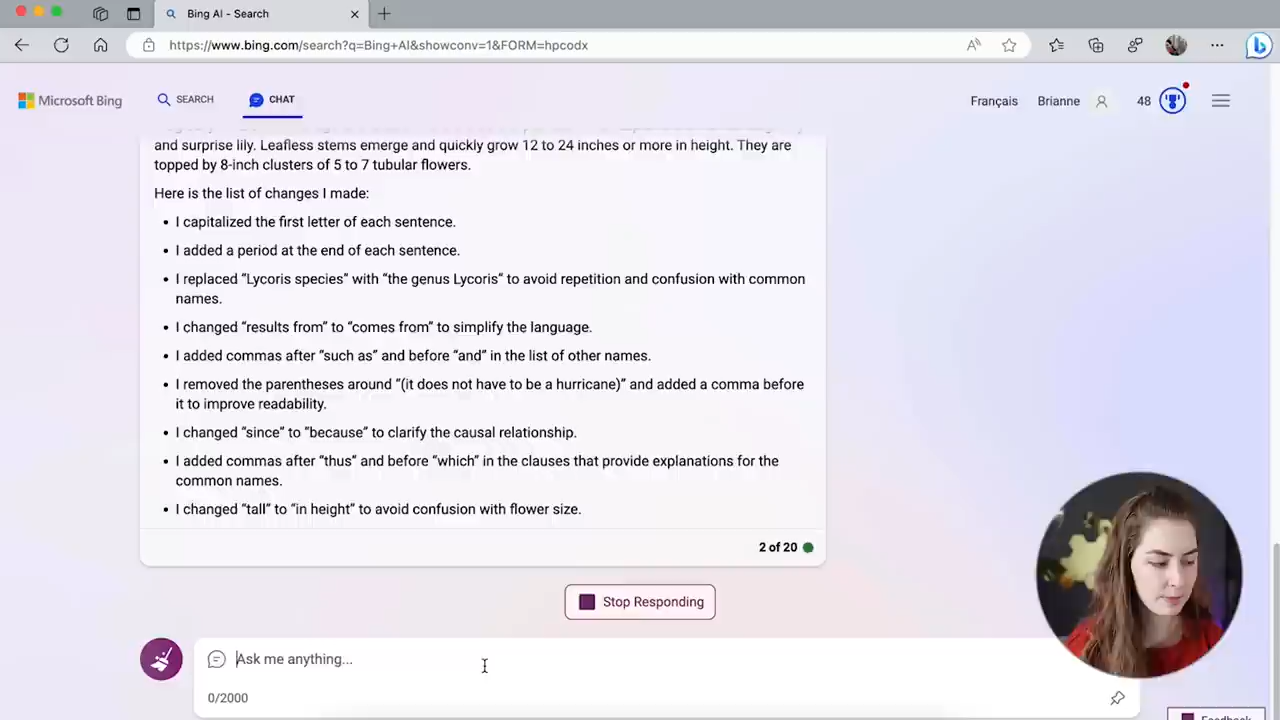 Bing AI - Search
https://www.bing.com/search?q=Bing+AI&showconv=1&FORM=hpcodx
Microsoft Bing
SEARCH
CHAT
Français
Brianne
48
and surprise lily. Leafless stems emerge and quickly grow 12 to 24 inches or more in height. They are
topped by 8-inch clusters of 5 to 7 tubular flowers.
Here is the list of changes I made:
• I capitalized the first letter of each sentence.
• I added a period at the end of each sentence.
• I replaced “Lycoris species” with “the genus Lycoris” to avoid repetition and confusion with common
names.
• I changed “results from” to “comes from” to simplify the language.
• I added commas after “such as” and before “and” in the list of other names.
• I removed the parentheses around “(it does not have to be a hurricane)” and added a comma before
it to improve readability.
• I changed “since” to “because” to clarify the causal relationship.
• I added commas after “thus” and before “which” in the clauses that provide explanations for the
common names.
• I changed “tall” to “in height” to avoid confusion with flower size.
2 of 20
Stop Responding
Ask me anything...
0/2000
Feedback